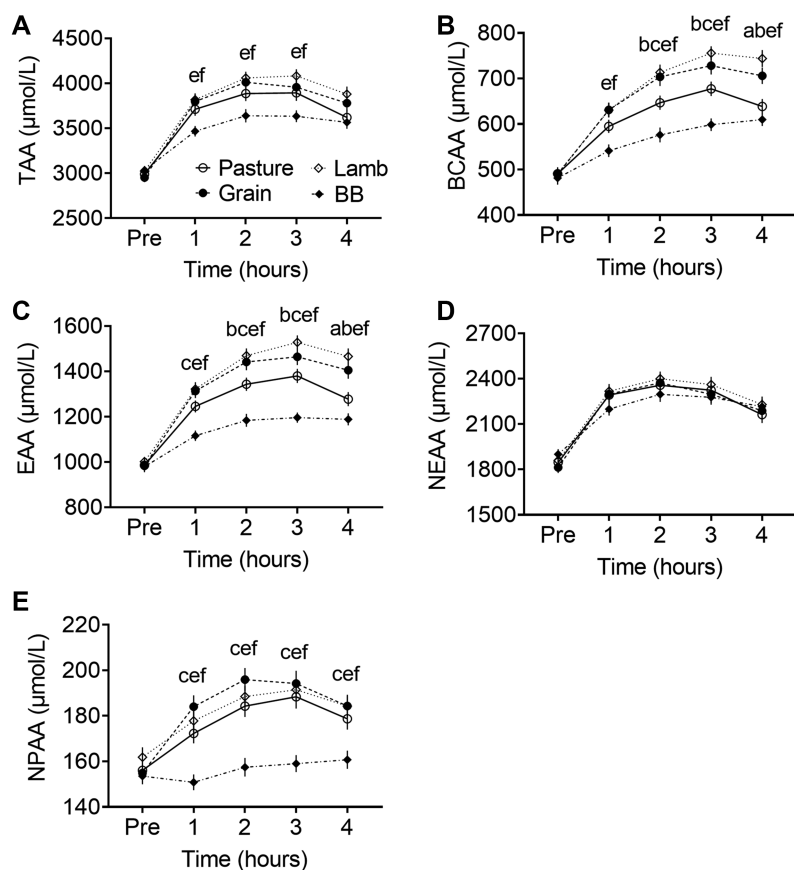 A
TAA (µmol/L)
4500
4000
3500
3000
2500
ef ef ef
Pasture Lamb
Grain BB
Pre 1 2 3 4
Time (hours)
B
BCAA (µmol/L)
800
700
600
500
400
ef bcef bcef abef
Pre 1 2 3 4
Time (hours)
C
EAA (µmol/L)
1600
1400
1200
1000
800
cef bcef bcef abef
Pre 1 2 3 4
Time (hours)
D
NEAA (µmol/L)
2700
2400
2100
1800
1500
Pre 1 2 3 4
Time (hours)
E
NPAA (µmol/L)
220
200
180
160
140
cef cef cef cef
Pre 1 2 3 4
Time (hours)